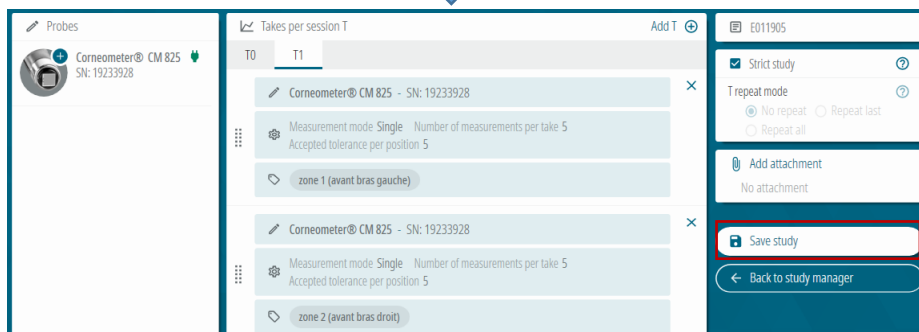 Probes
Corneometer® CM 825
SN: 19233928
Takes per session T
Add T
T0
T1
Corneometer® CM 825 - SN: 19233928
Measurement mode Single Number of measurements per take 5
Accepted tolerance per position 5
zone 1 (avant bras gauche)
Corneometer® CM 825 - SN: 19233928
Measurement mode Single Number of measurements per take 5
Accepted tolerance per position 5
zone 2 (avant bras droit)
E011905
Strict study
T repeat mode
No repeat Repeat last
Repeat all
Add attachment
No attachment
Save study
Back to study manager